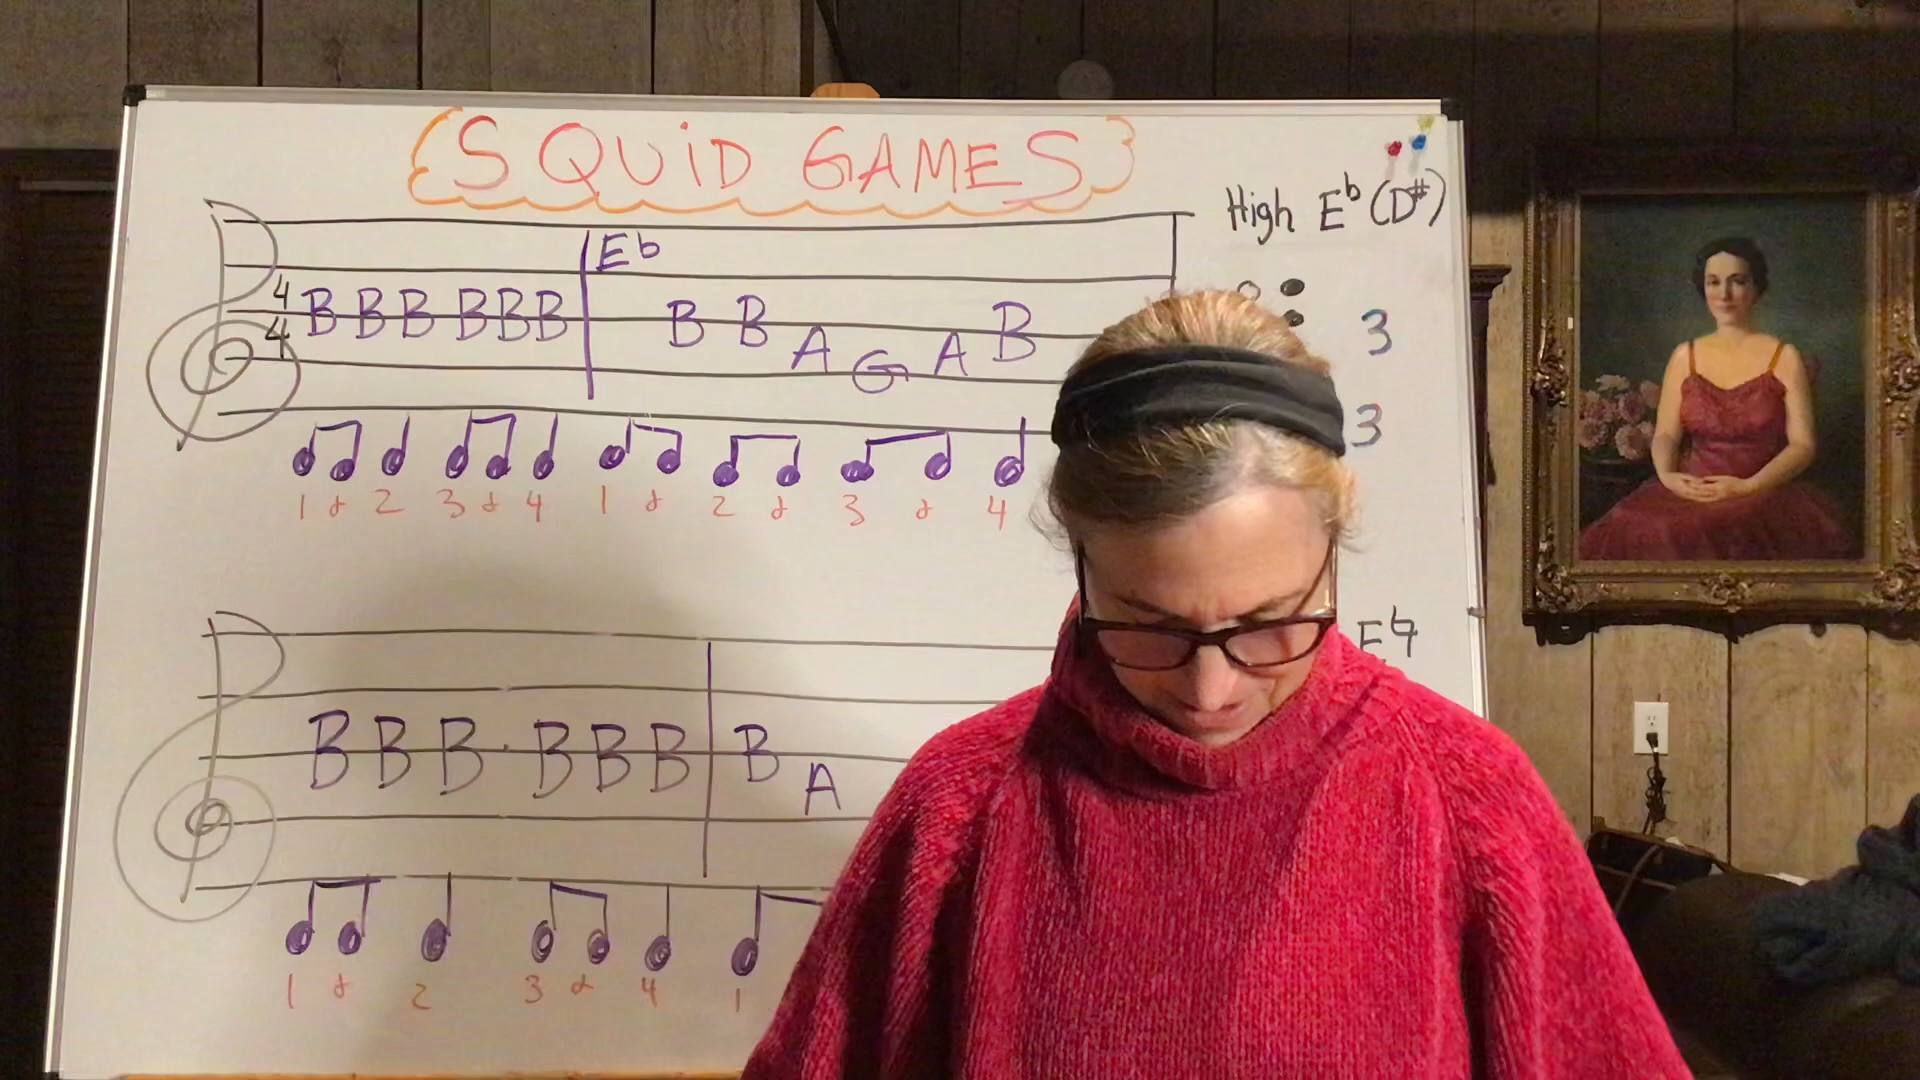 SQUiD GAMES
High E♭ (D#)
E♭
4
4
B B B B B B B B A G A B
3
3
1 & 2 3 & 4 1 & 2 & 3 & 4
E♮
B B B B B B B A
1 & 2 3 & 4 1